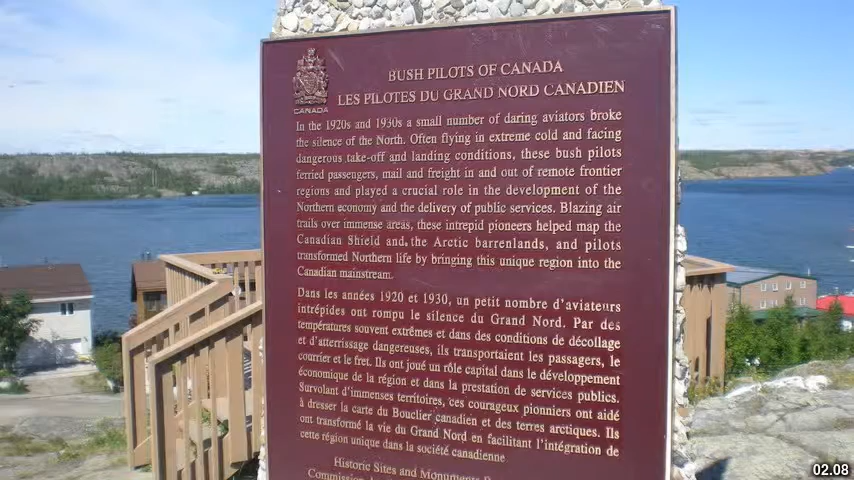 CANADA
BUSH PILOTS OF CANADA
LES PILOTES DU GRAND NORD CANADIEN
In the 1920s and 1930s a small number of daring aviators broke
the silence of the North. Often flying in extreme cold and facing
dangerous take-off and landing conditions, these bush pilots
ferried passengers, mail and freight in and out of remote frontier
regions and played a crucial role in the development of the
Northern economy and the delivery of public services. Blazing air
trails over immense areas, these intrepid pioneers helped map the
Canadian Shield and the Arctic barrenlands, and pilots
transformed Northern life by bringing this unique region into the
Canadian mainstream.
Dans les années 1920 et 1930, un petit nombre d'aviateurs
intrépides ont rompu le silence du Grand Nord. Par des
températures souvent extrêmes et dans des conditions de décollage
et d'atterrissage dangereuses, ils transportaient les passagers, le
courrier et le fret. Ils ont joué un rôle capital dans le développement
économique de la région et dans la prestation de services publics.
Survolant d'immenses territoires, ces courageux pionniers ont aidé
à dresser la carte du Bouclier canadien et des terres arctiques. Ils
ont transformé la vie du Grand Nord en facilitant l'intégration de
cette région unique dans la société canadienne
Historic Sites and Monuments
02.08